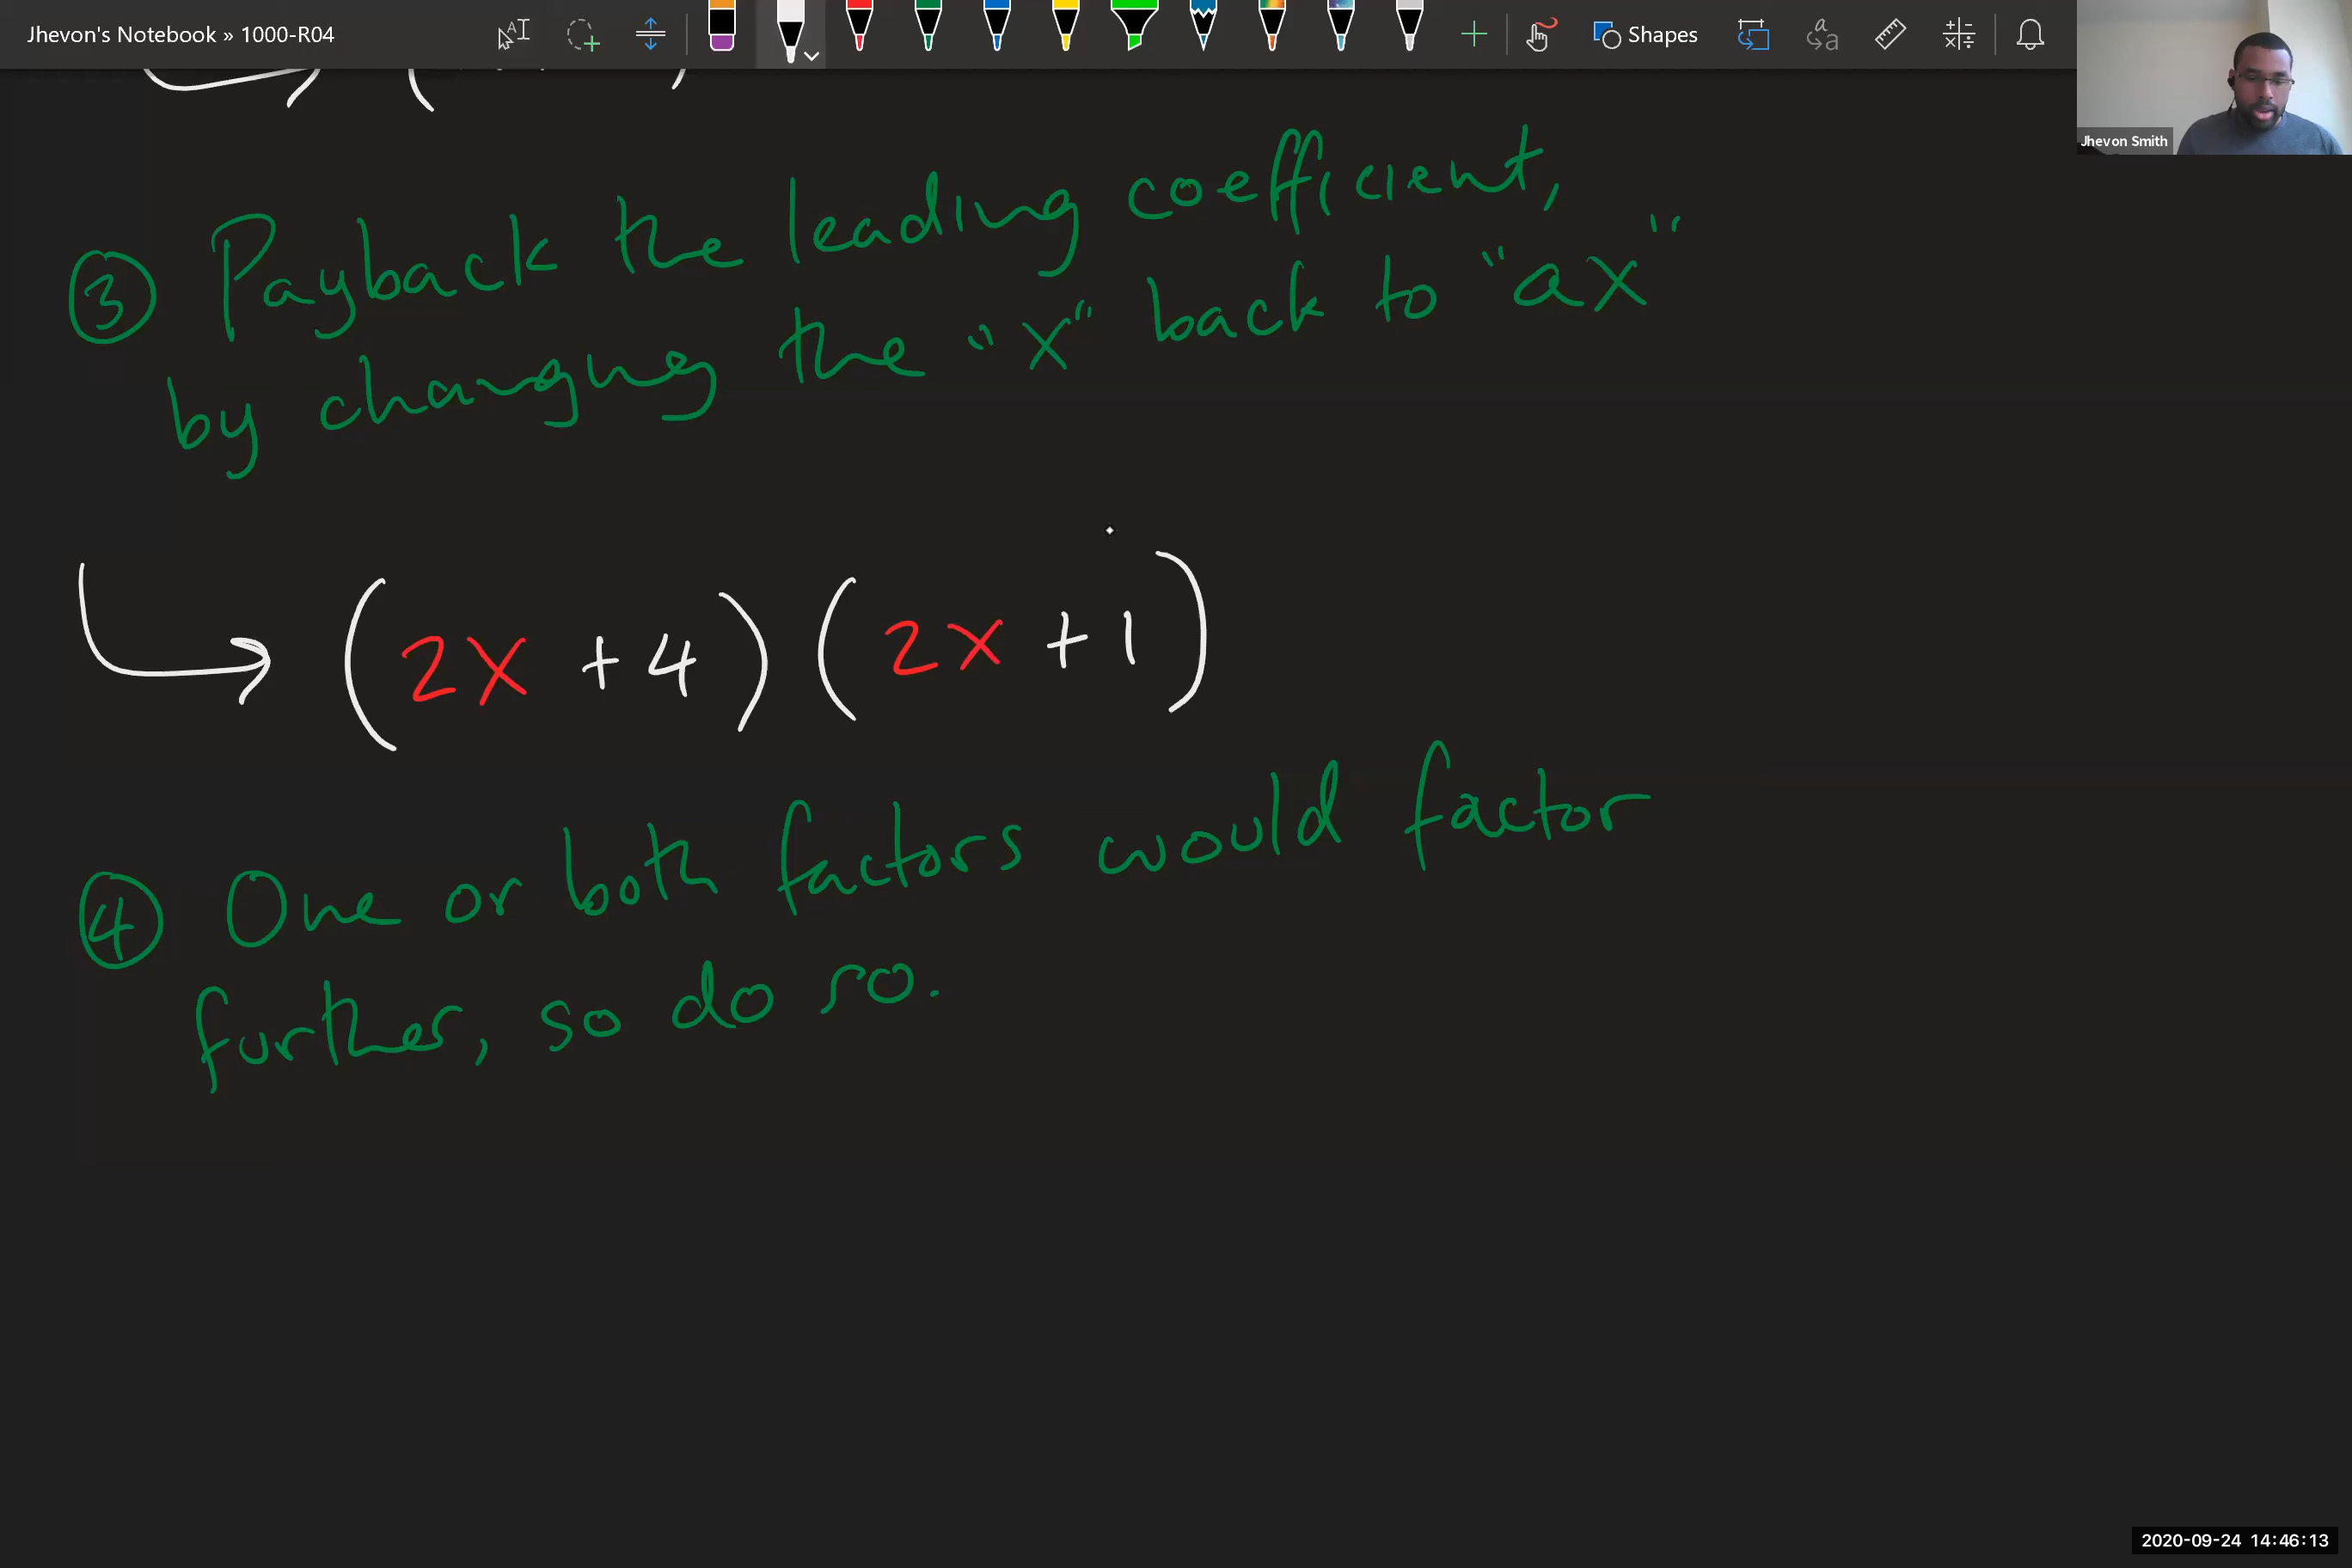 Jhevon's Notebook » 1000-R04
Shapes
Jhevon Smith
③ Payback the leading coefficient,
by changing the "x" back to "ax"
(2x + 4)(2x + 1)
④ One or both factors would factor
further, so do so.
2020-09-24 14:46:13